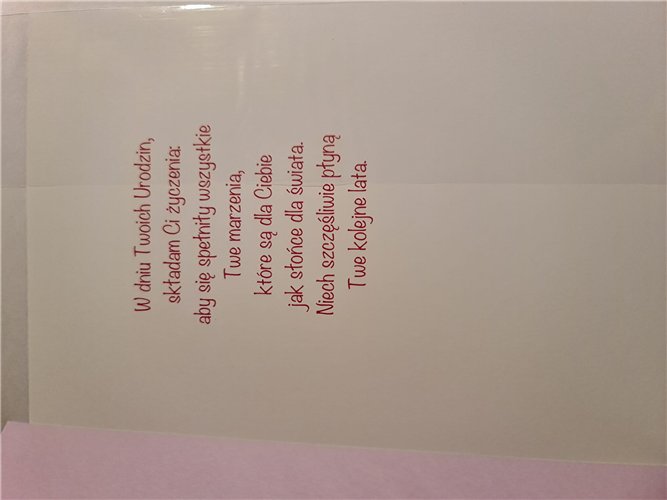 W dniu Twoich Urodzin,
składam Ci życzenia:
aby się spełniły wszystkie
Twe marzenia,
które są dla Ciebie
jak słońce dla świata.
Niech szczęśliwie płyną
Twe kolejne lata.